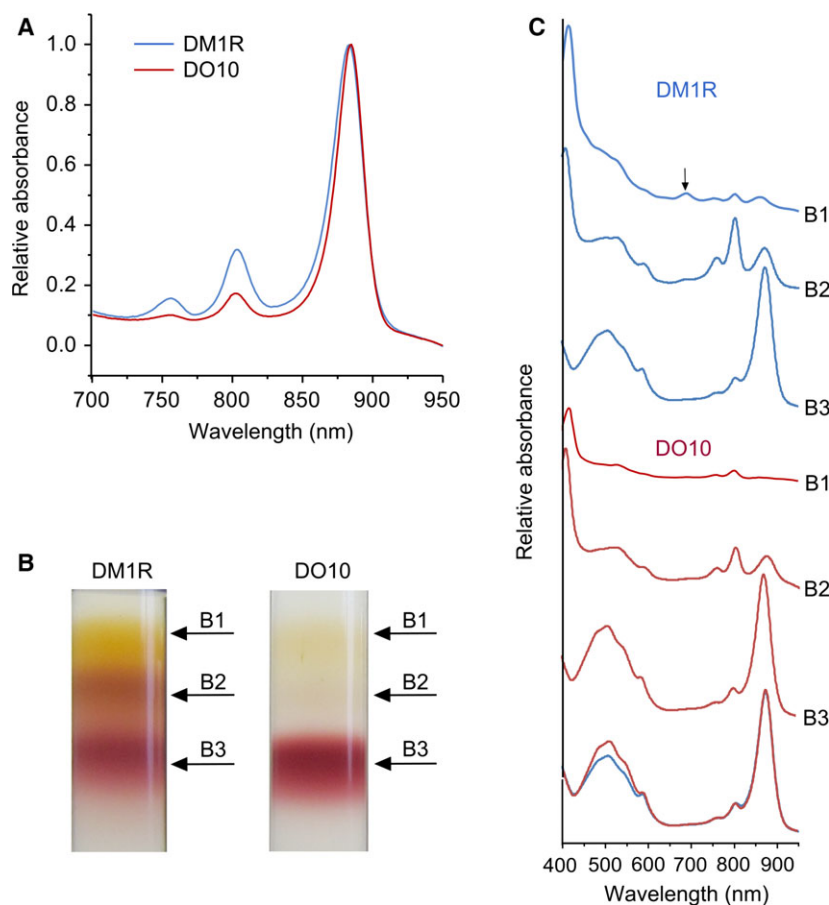 A
DM1R
DO10
1.0
0.8
0.6
0.4
0.2
0.0
Relative absorbance
700 750 800 850 900 950
Wavelength (nm)
B
DM1R DO10
B1 B1
B2 B2
B3 B3
C
DM1R
B1
B2
B3
DO10
B1
B2
B3
Relative absorbance
400 500 600 700 800 900
Wavelength (nm)